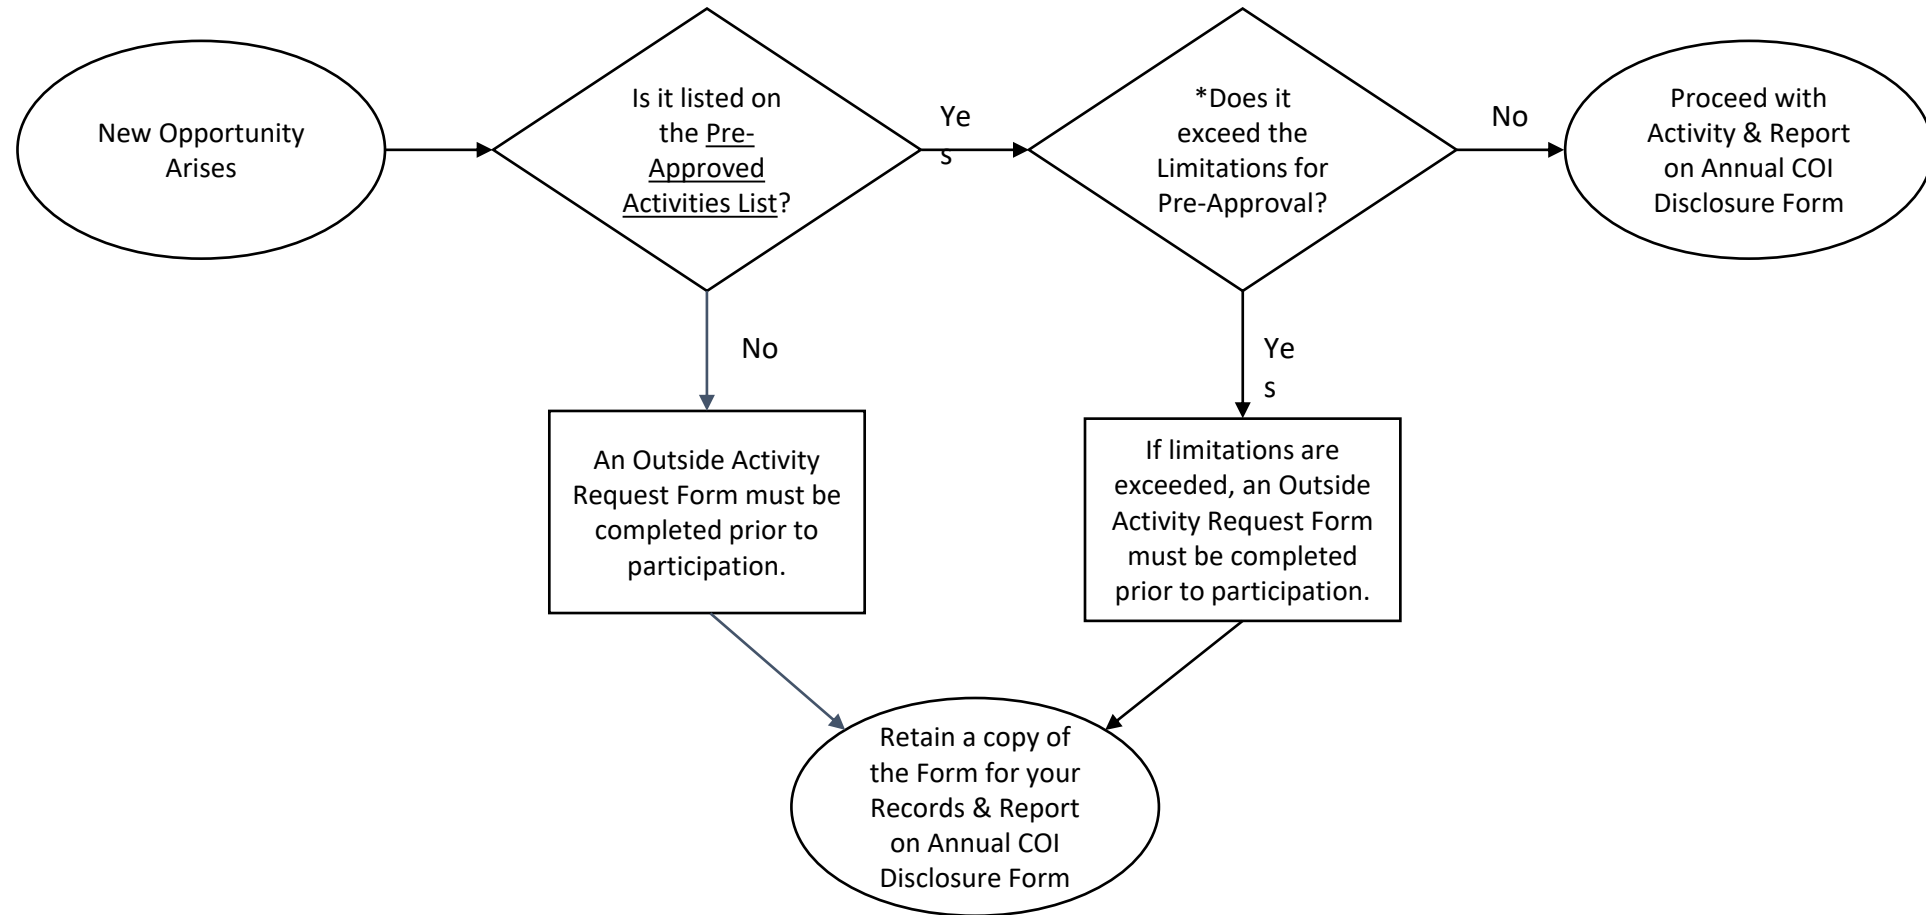 New Opportunity
Arises
Is it listed on
the Pre-
Approved
Activities List?
Ye
s
*Does it
exceed the
Limitations for
Pre-Approval?
No
Proceed with
Activity & Report
on Annual COI
Disclosure Form
No
Ye
s
An Outside Activity
Request Form must be
completed prior to
participation.
If limitations are
exceeded, an Outside
Activity Request Form
must be completed
prior to participation.
Retain a copy of
the Form for your
Records & Report
on Annual COI
Disclosure Form